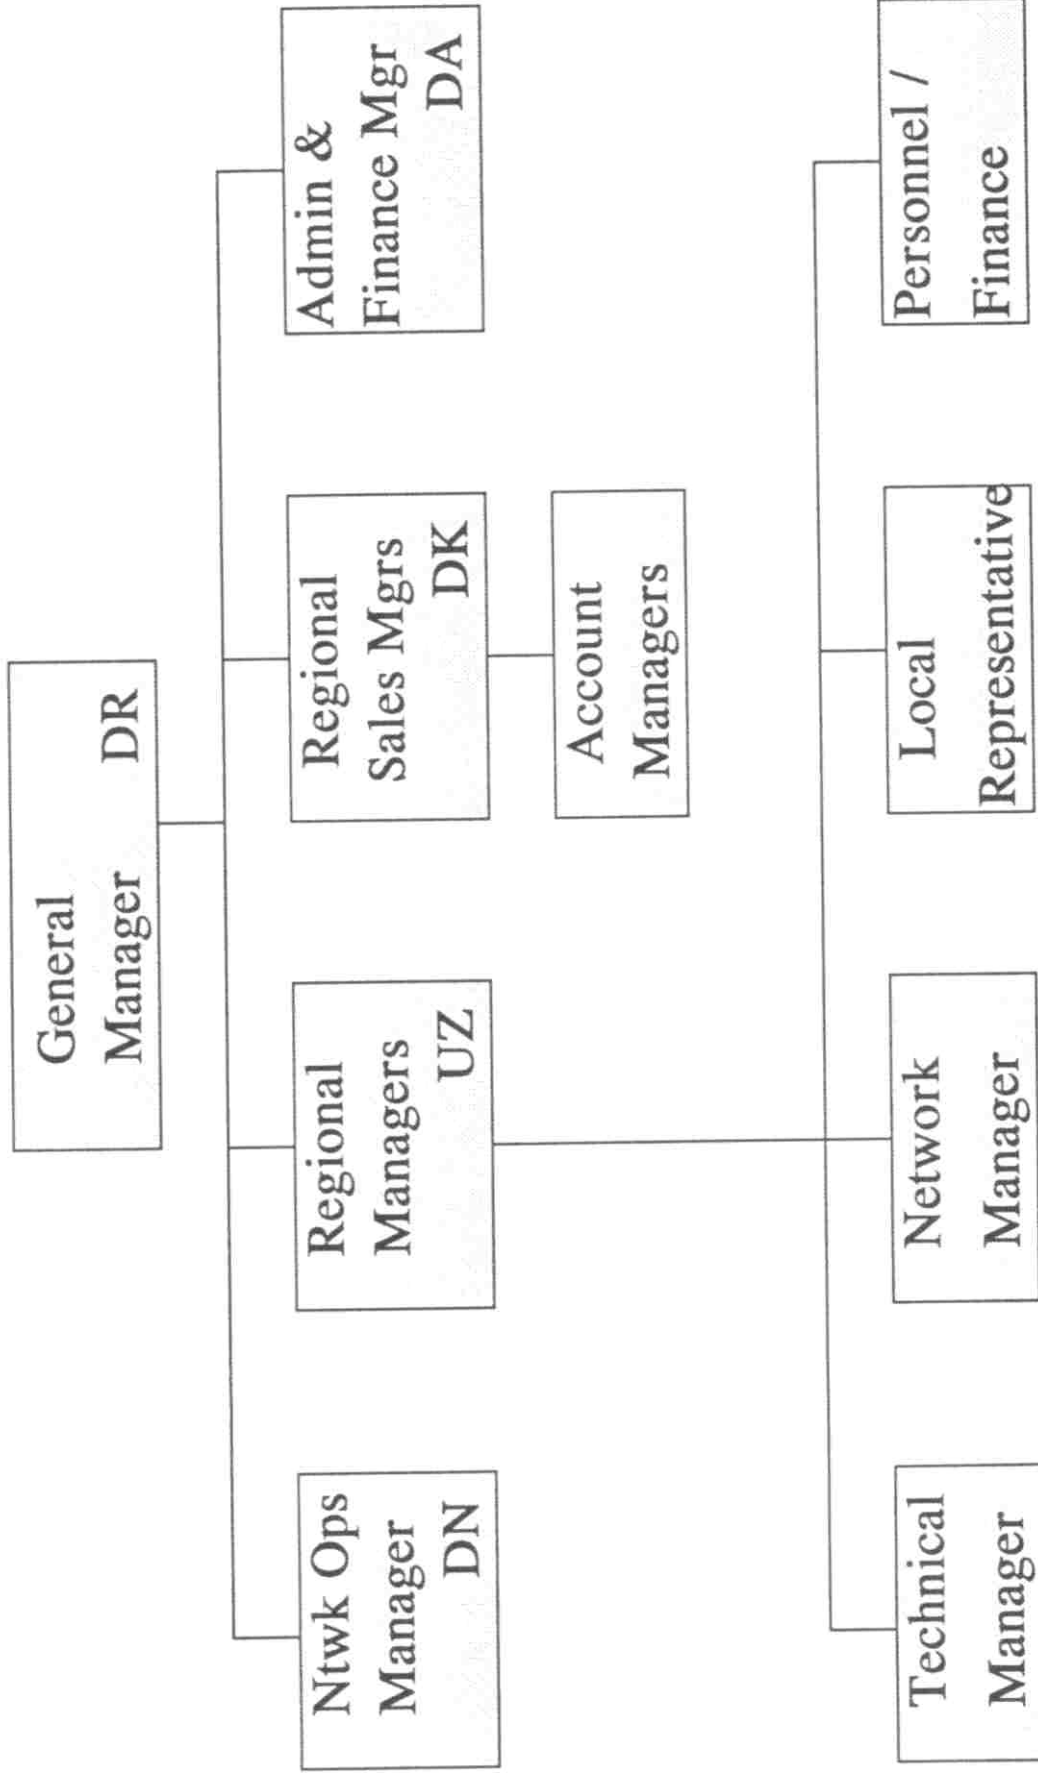 General
Manager DR
Ntwk Ops
Manager
DN
Regional
Managers
UZ
Regional
Sales Mgrs
DK
Admin &
Finance Mgr
DA
Account
Managers
Technical
Manager
Network
Manager
Local
Representative
Personnel /
Finance